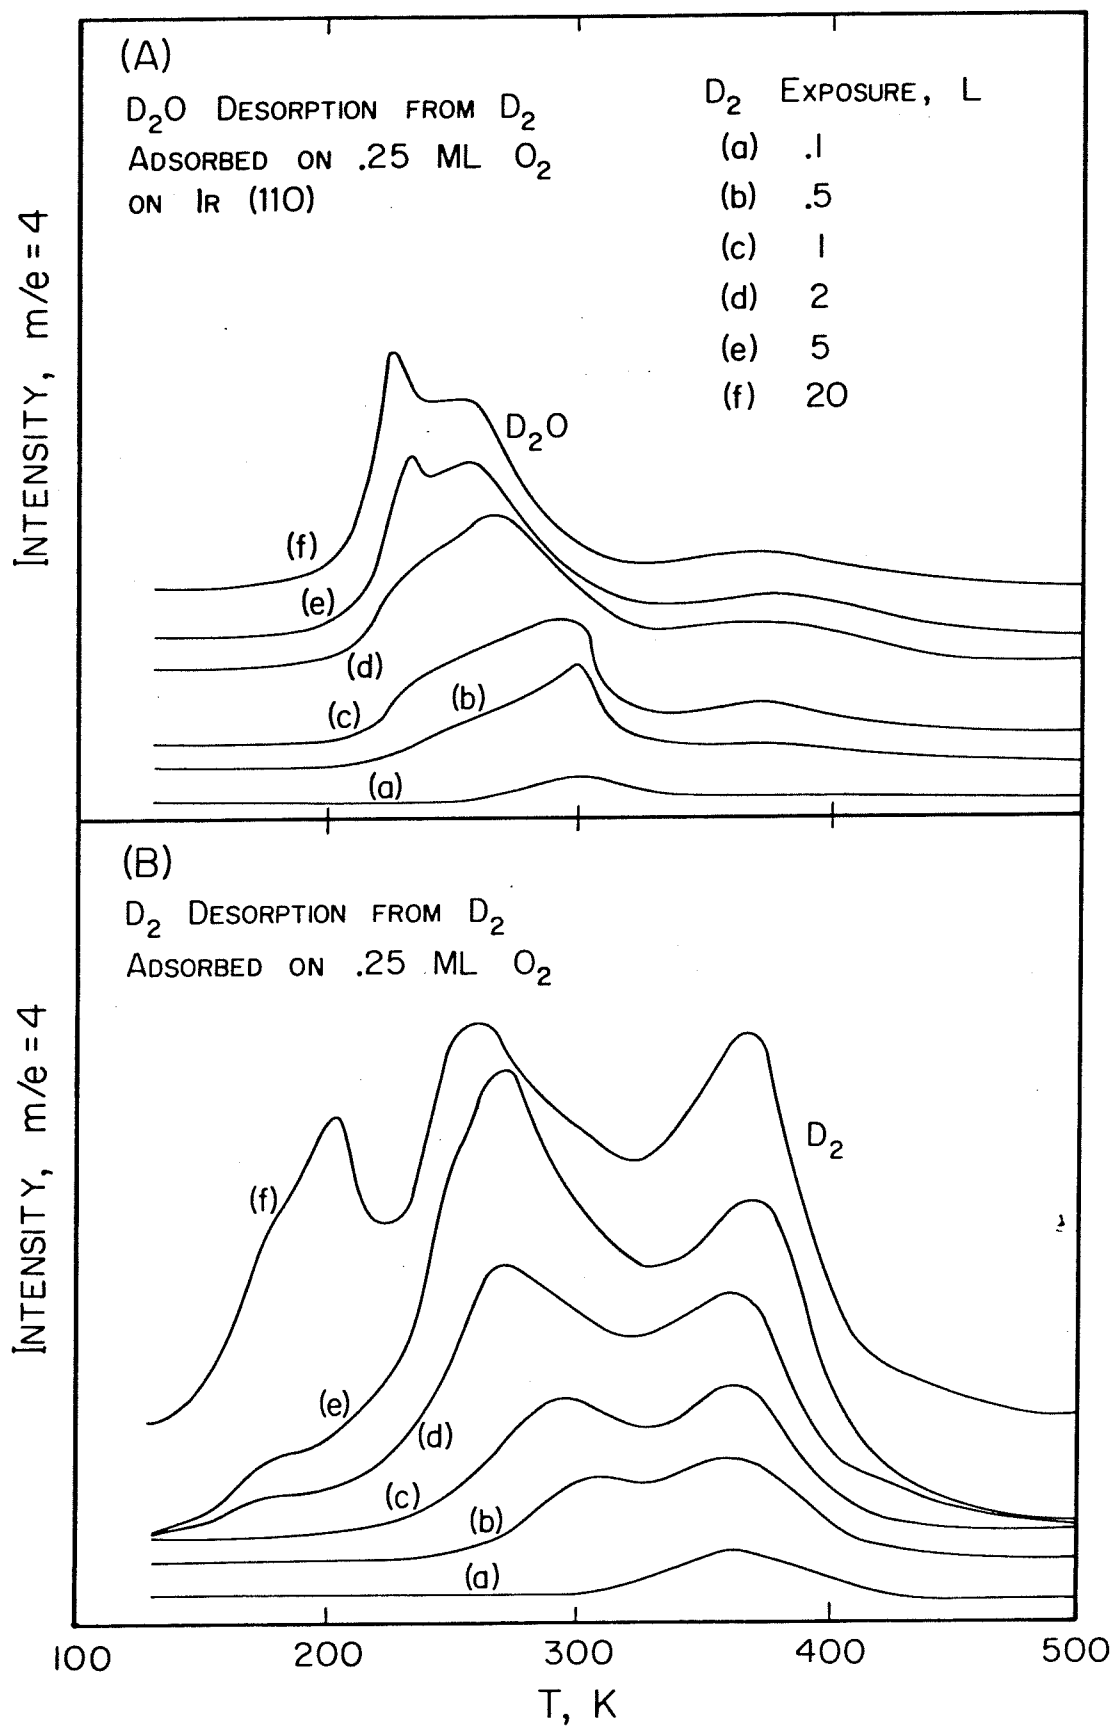 (A)
D₂O DESORPTION FROM D₂
ADSORBED ON .25 ML O₂
ON IR (110)
D₂ EXPOSURE, L
(a) .1
(b) .5
(c) 1
(d) 2
(e) 5
(f) 20
INTENSITY, m/e = 4
D₂O
(f)
(e)
(d)
(c)
(b)
(a)
(B)
D₂ DESORPTION FROM D₂
ADSORBED ON .25 ML O₂
INTENSITY, m/e = 4
D₂
(f)
(e)
(d)
(c)
(b)
(a)
100 200 300 400 500
T, K